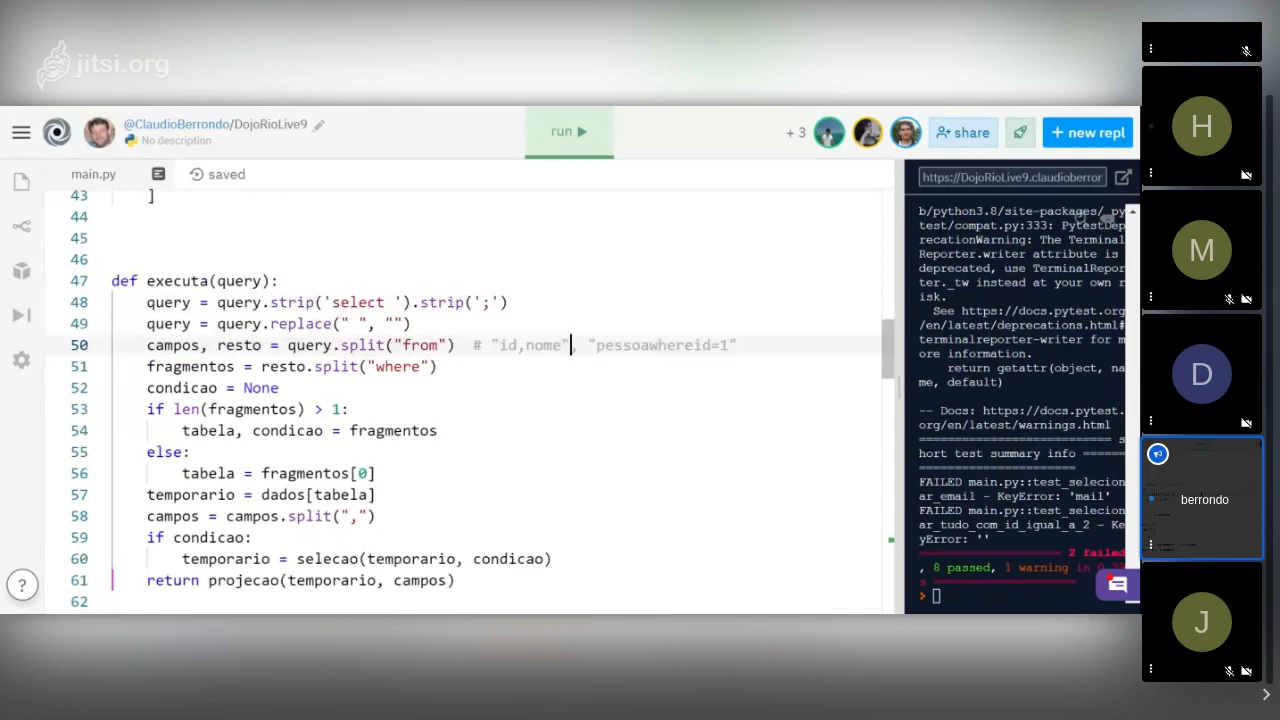 jitsi.org
@ClaudioBerrondo/DojoRioLive9
No description
run
+ 3
share
+ new repl
main.py
saved
https://DojoRioLive9.claudioberror
43 ]
44
45
46
47 def executa(query):
48 query = query.strip('select ').strip(';')
49 query = query.replace(" ", "")
50 campos, resto = query.split("from") # "id,nome", "pessoawhereid=1"
51 fragmentos = resto.split("where")
52 condicao = None
53 if len(fragmentos) > 1:
54 tabela, condicao = fragmentos
55 else:
56 tabela = fragmentos[0]
57 temporario = dados[tabela]
58 campos = campos.split(",")
59 if condicao:
60 temporario = selecao(temporario, condicao)
61 return projecao(temporario, campos)
62
b/python3.8/site-packages/_py
test/compat.py:333: PytestDep
recationWarning: The Terminal
Reporter.writer attribute is
deprecated, use TerminalRepor
ter._tw instead at your own r
isk.
See https://docs.pytest.org
/en/latest/deprecations.html#
terminalreporter-writer for m
ore information.
return getattr(object, na
me, default)
-- Docs: https://docs.pytest.
org/en/latest/warnings.html
=========================== s
hort test summary info ======
======================
FAILED main.py::test_selecion
ar_email - KeyError: 'mail'
FAILED main.py::test_selecion
ar_tudo_com_id_igual_a_2 - Ke
yError: ''
2 failed
, 8 passed, 1 warning in
?
H
M
D
berrondo
J